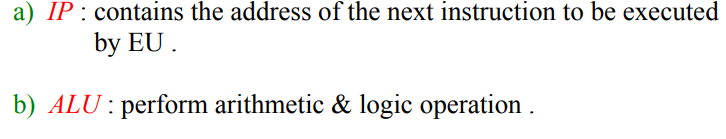 a) IP : contains the address of the next instruction to be executed
by EU .
b) ALU : perform arithmetic & logic operation .